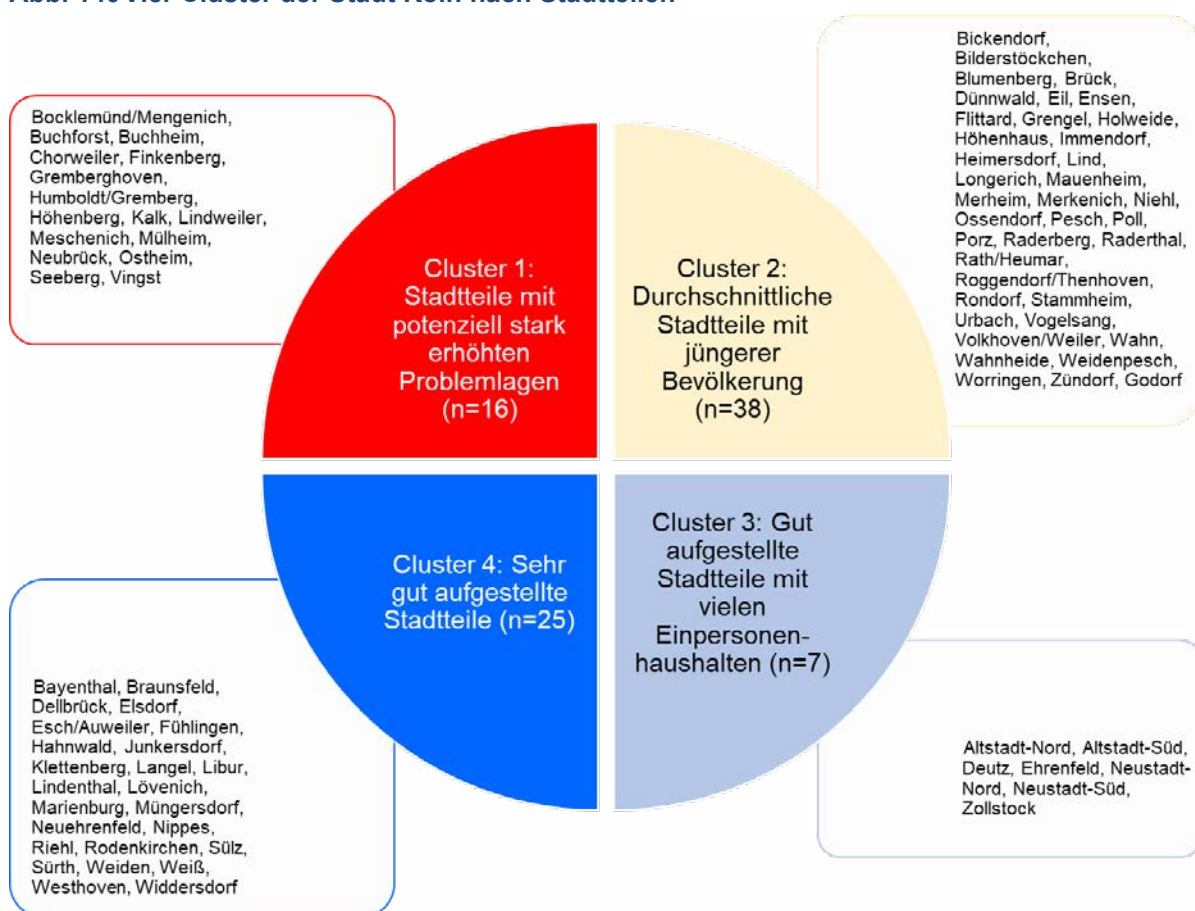 Bocklemünd/Mengenich,
Buchforst, Buchheim,
Chorweiler, Finkenberg,
Gremberghoven,
Humboldt/Gremberg,
Höhenberg, Kalk, Lindweiler,
Meschenich, Mülheim,
Neubrück, Ostheim,
Seeberg, Vingst
Cluster 1:
Stadtteile mit
potenziell stark
erhöhten
Problemlagen
(n=16)
Cluster 2:
Durchschnittliche
Stadtteile mit
jüngerer
Bevölkerung
(n=38)
Bickendorf,
Bilderstöckchen,
Blumenberg, Brück,
Dünnwald, Eil, Ensen,
Flittard, Grengel, Holweide,
Höhenhaus, Immendorf,
Heimersdorf, Lind,
Longerich, Mauenheim,
Merheim, Merkenich, Niehl,
Ossendorf, Pesch, Poll,
Porz, Raderberg, Raderthal,
Rath/Heumar,
Roggendorf/Thenhoven,
Rondorf, Stammheim,
Urbach, Vogelsang,
Volkhoven/Weiler, Wahn,
Wahnheide, Weidenpesch,
Worringen, Zündorf, Godorf
Cluster 4: Sehr
gut aufgestellte
Stadtteile (n=25)
Cluster 3: Gut
aufgestellte
Stadtteile mit
vielen
Einpersonen-
haushalten (n=7)
Bayenthal, Braunsfeld,
Dellbrück, Elsdorf,
Esch/Auweiler, Fühlingen,
Hahnwald, Junkersdorf,
Klettenberg, Langel, Libur,
Lindenthal, Lövenich,
Marienburg, Müngersdorf,
Neuehrenfeld, Nippes,
Riehl, Rodenkirchen, Sülz,
Sürth, Weiden, Weiß,
Westhoven, Widdersdorf
Altstadt-Nord, Altstadt-Süd,
Deutz, Ehrenfeld, Neustadt-
Nord, Neustadt-Süd,
Zollstock